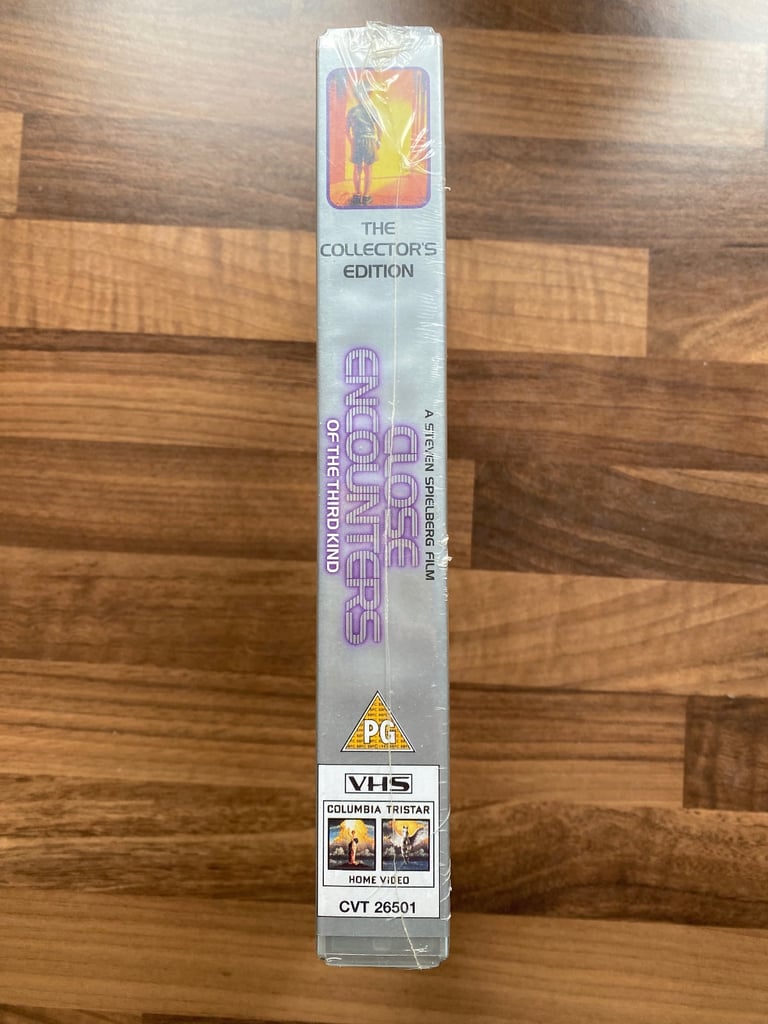 THE
COLLECTOR'S
EDITION
A STEVEN SPIELBERG FILM
CLOSE
ENCOUNTERS
OF THE THIRD KIND
PG
VHS
COLUMBIA TRISTAR
HOME VIDEO
CVT 26501